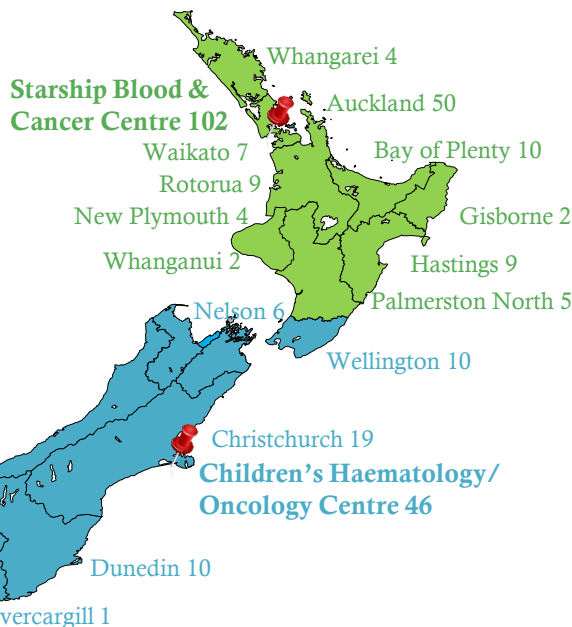 Whangarei 4
Starship Blood &
Cancer Centre 102
Auckland 50
Waikato 7
Bay of Plenty 10
Rotorua 9
New Plymouth 4
Gisborne 2
Whanganui 2
Hastings 9
Palmerston North 5
Nelson 6
Wellington 10
Christchurch 19
Children’s Haematology/
Oncology Centre 46
Dunedin 10
vercargill 1